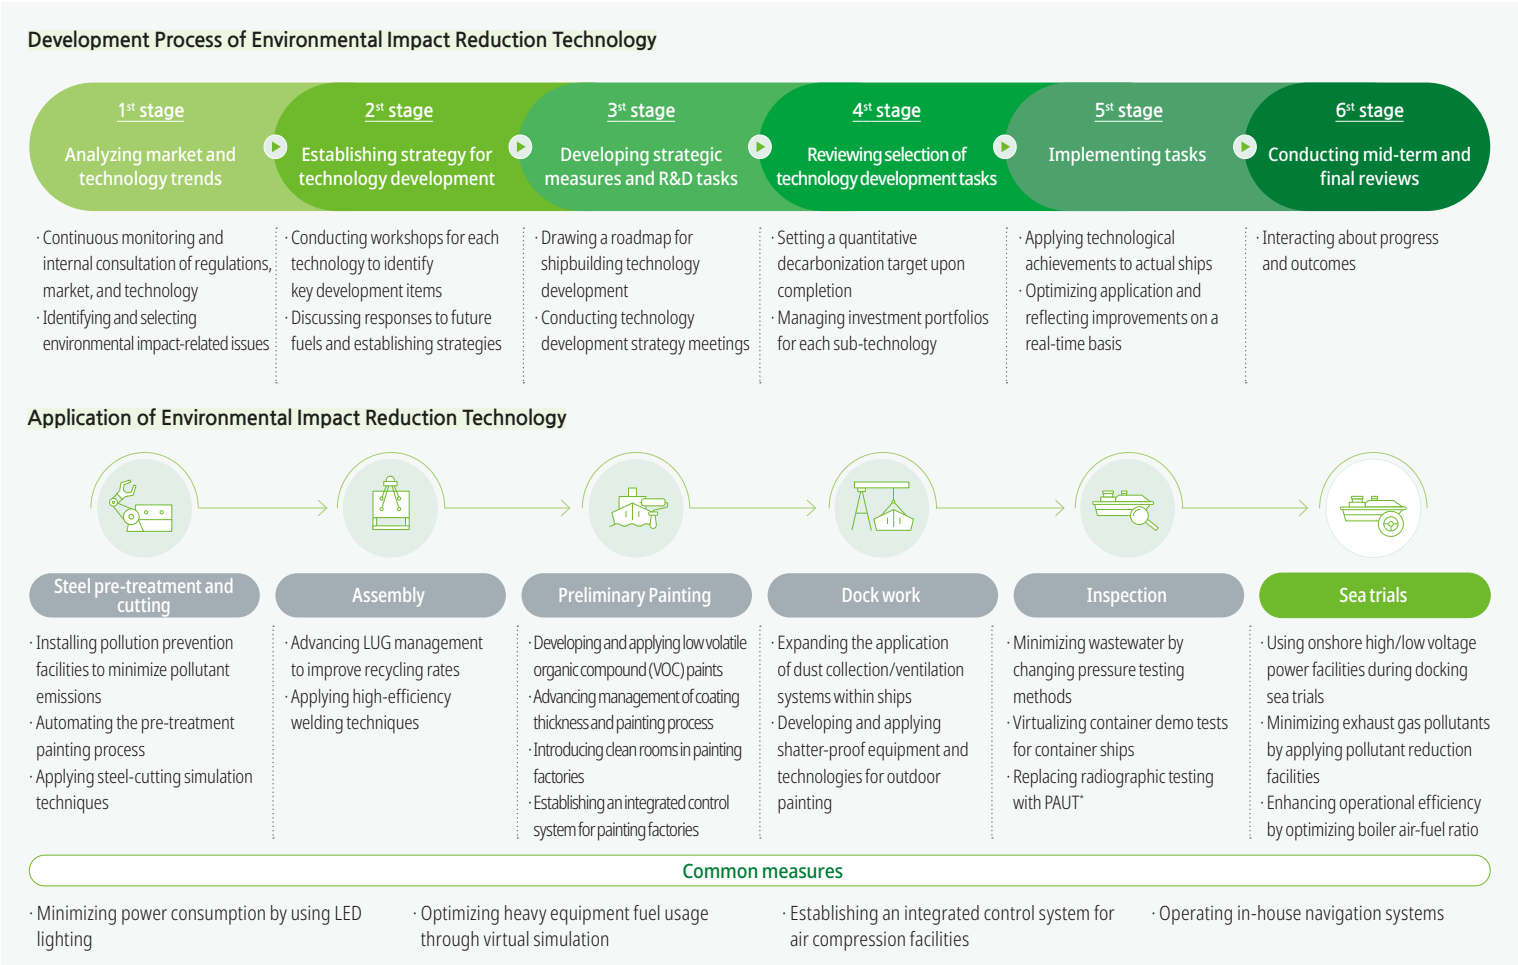 Development Process of Environmental Impact Reduction Technology
1st stage
Analyzing market and
technology trends
2st stage
Establishing strategy for
technology development
3st stage
Developing strategic
measures and R&D tasks
4st stage
Reviewing selection of
technology development tasks
5st stage
Implementing tasks
6st stage
Conducting mid-term and
final reviews
· Continuous monitoring and
internal consultation of regulations,
market, and technology
· Identifying and selecting
environmental impact-related issues
· Conducting workshops for each
technology to identify
key development items
· Discussing responses to future
fuels and establishing strategies
· Drawing a roadmap for
shipbuilding technology
development
· Conducting technology
development strategy meetings
· Setting a quantitative
decarbonization target upon
completion
· Managing investment portfolios
for each sub-technology
· Applying technological
achievements to actual ships
· Optimizing application and
reflecting improvements on a
real-time basis
· Interacting about progress
and outcomes
Application of Environmental Impact Reduction Technology
Steel pre-treatment and
cutting
Assembly
Preliminary Painting
Dock work
Inspection
Sea trials
· Installing pollution prevention
facilities to minimize pollutant
emissions
· Automating the pre-treatment
painting process
· Applying steel-cutting simulation
techniques
· Advancing LUG management
to improve recycling rates
· Applying high-efficiency
welding techniques
· Developing and applying low volatile
organic compound (VOC) paints
· Advancing management of coating
thickness and painting process
· Introducing clean rooms in painting
factories
· Establishing an integrated control
system for painting factories
· Expanding the application
of dust collection/ventilation
systems within ships
· Developing and applying
shatter-proof equipment and
technologies for outdoor
painting
· Minimizing wastewater by
changing pressure testing
methods
· Virtualizing container demo tests
for container ships
· Replacing radiographic testing
with PAUT*
· Using onshore high/low voltage
power facilities during docking
sea trials
· Minimizing exhaust gas pollutants
by applying pollutant reduction
facilities
· Enhancing operational efficiency
by optimizing boiler air-fuel ratio
Common measures
· Minimizing power consumption by using LED
lighting
· Optimizing heavy equipment fuel usage
through virtual simulation
· Establishing an integrated control system for
air compression facilities
· Operating in-house navigation systems